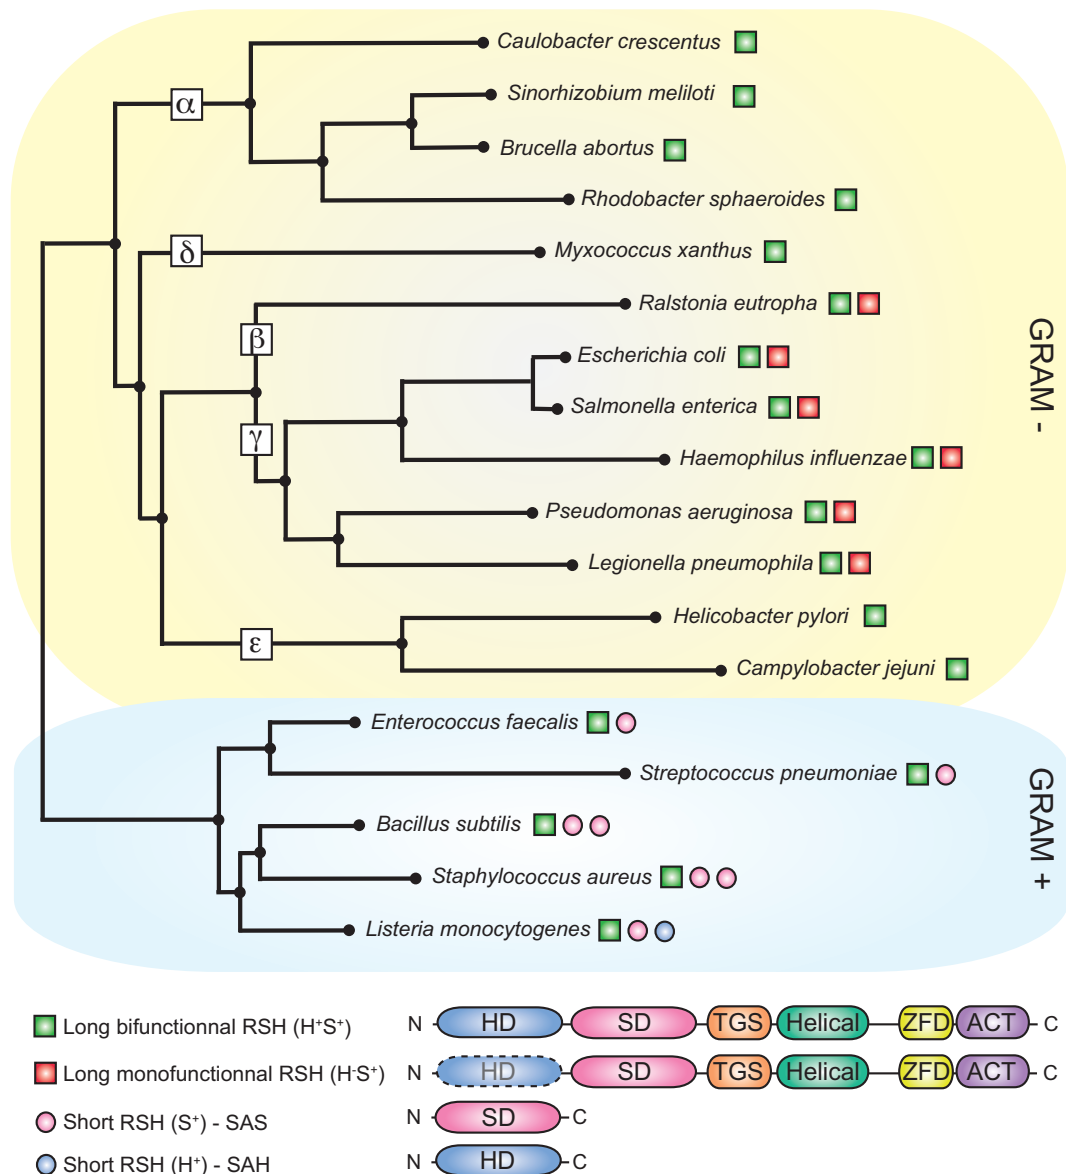 Caulobacter crescentus
Sinorhizobium meliloti
α
Brucella abortus
Rhodobacter sphaeroides
δ
Myxococcus xanthus
Ralstonia eutropha
β
Escherichia coli
GRAM -
Salmonella enterica
γ
Haemophilus influenzae
Pseudomonas aeruginosa
Legionella pneumophila
Helicobacter pylori
ε
Campylobacter jejuni
Enterococcus faecalis
Streptococcus pneumoniae
GRAM +
Bacillus subtilis
Staphylococcus aureus
Listeria monocytogenes
Long bifunctionnal RSH (H⁺S⁺) N HD SD TGS Helical ZFD ACT C
Long monofunctionnal RSH (H⁻S⁺) N HD SD TGS Helical ZFD ACT C
Short RSH (S⁺) - SAS N SD C
Short RSH (H⁺) - SAH N HD C